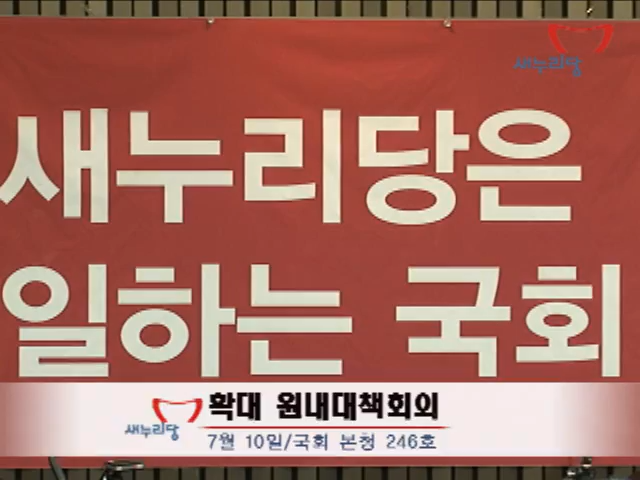 새누리당
새누리당은
일하는 국회
새누리당
확대 원내대책회의
7월 10일/국회 본청 246호